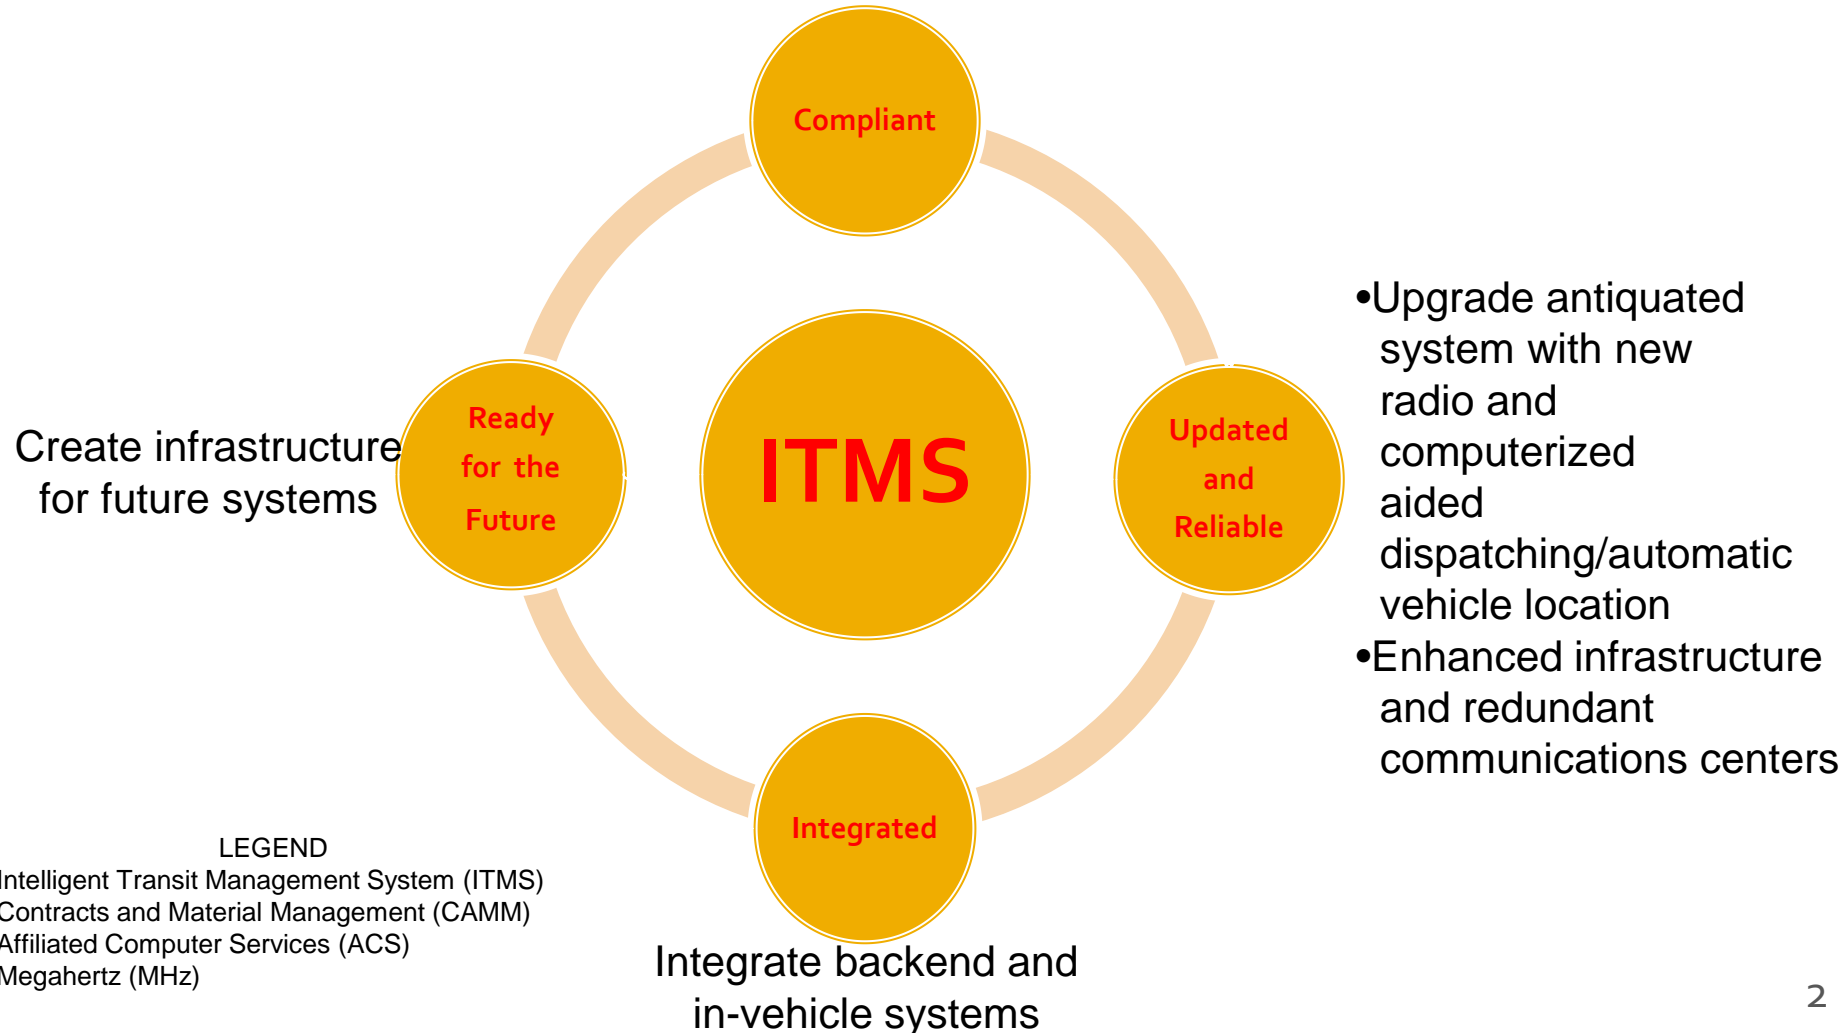 Compliant
Ready
for the
Future
Create infrastructure
for future systems
ITMS
Updated
and
Reliable
•Upgrade antiquated
system with new
radio and
computerized
aided
dispatching/automatic
vehicle location
•Enhanced infrastructure
and redundant
communications centers
Integrated
Integrate backend and
in-vehicle systems
LEGEND
Intelligent Transit Management System (ITMS)
Contracts and Material Management (CAMM)
Affiliated Computer Services (ACS)
Megahertz (MHz)
2